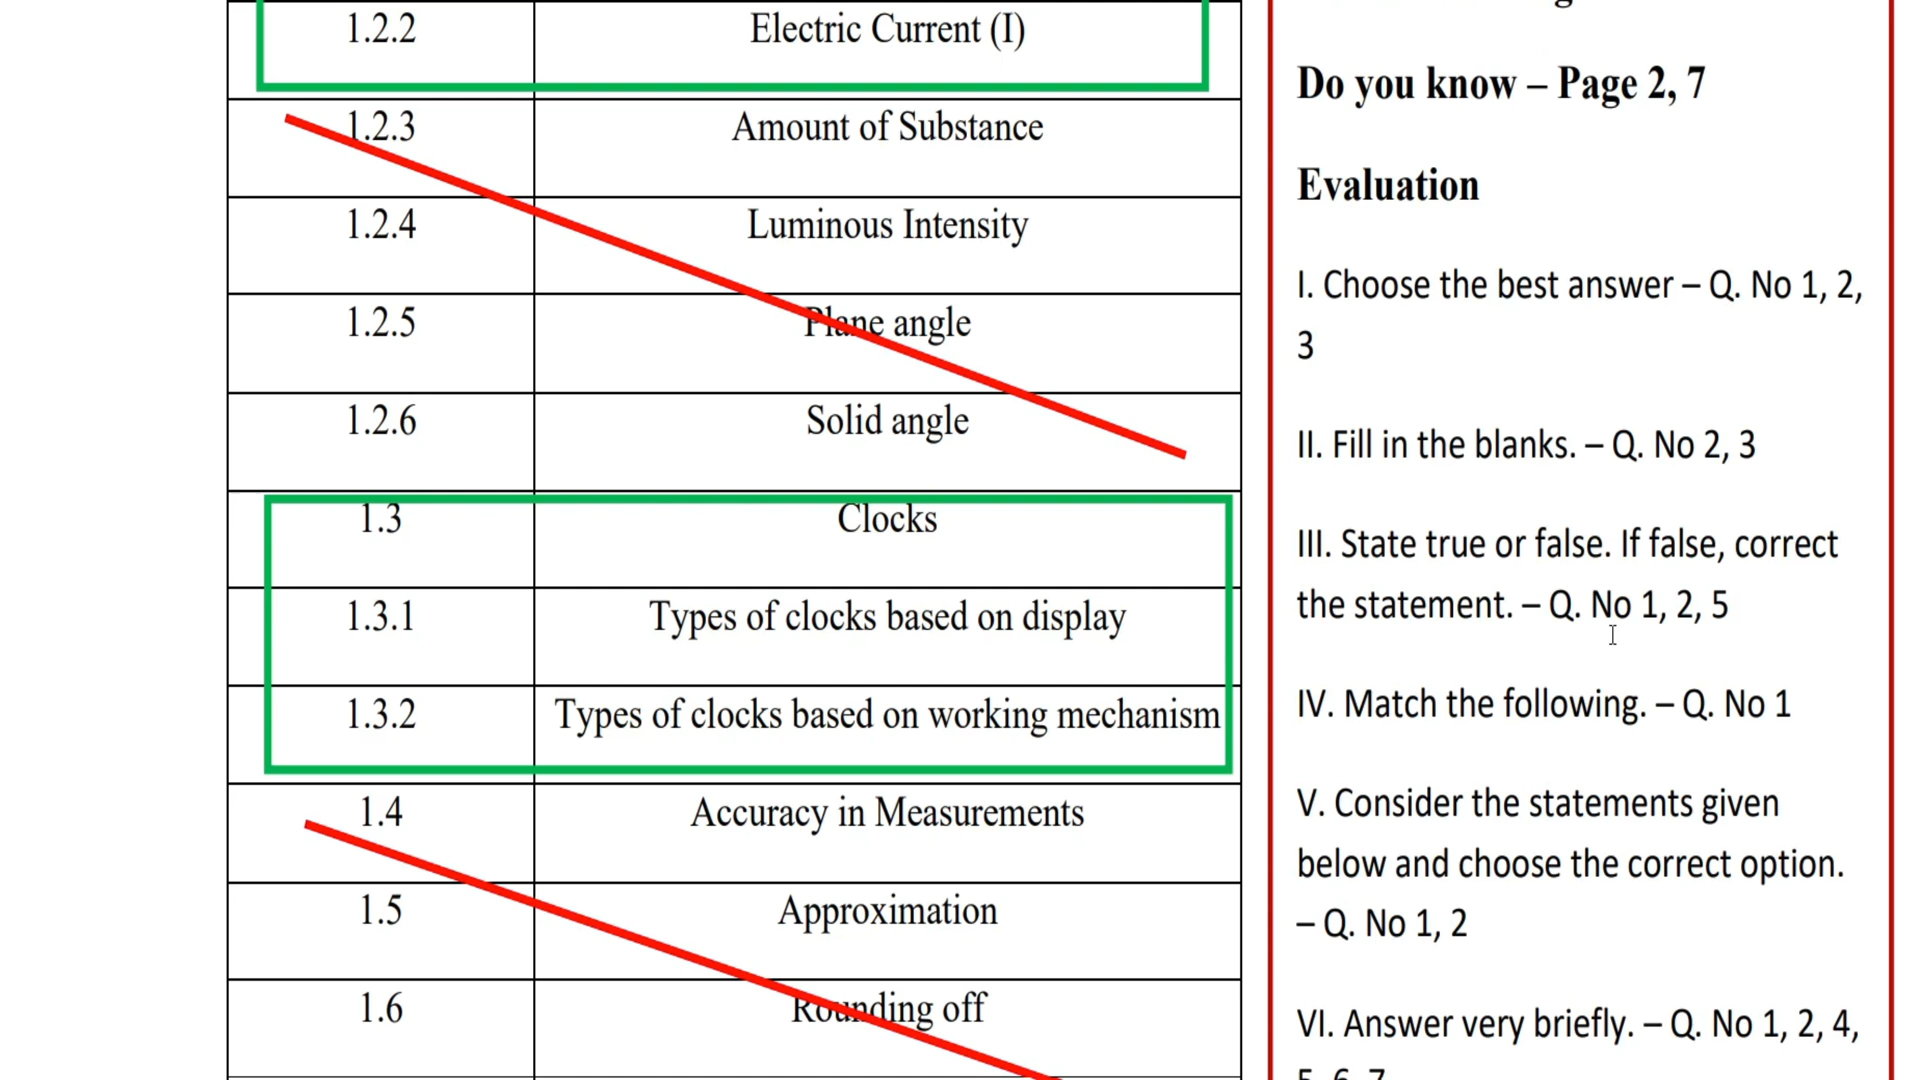 1.2.2 Electric Current (I)
1.2.3 Amount of Substance
1.2.4 Luminous Intensity
1.2.5 Plane angle
1.2.6 Solid angle
1.3 Clocks
1.3.1 Types of clocks based on display
1.3.2 Types of clocks based on working mechanism
1.4 Accuracy in Measurements
1.5 Approximation
1.6 Rounding off
Do you know – Page 2, 7
Evaluation
I. Choose the best answer – Q. No 1, 2,
3
II. Fill in the blanks. – Q. No 2, 3
III. State true or false. If false, correct
the statement. – Q. No 1, 2, 5
IV. Match the following. – Q. No 1
V. Consider the statements given
below and choose the correct option.
– Q. No 1, 2
VI. Answer very briefly. – Q. No 1, 2, 4,
5, 6, 7